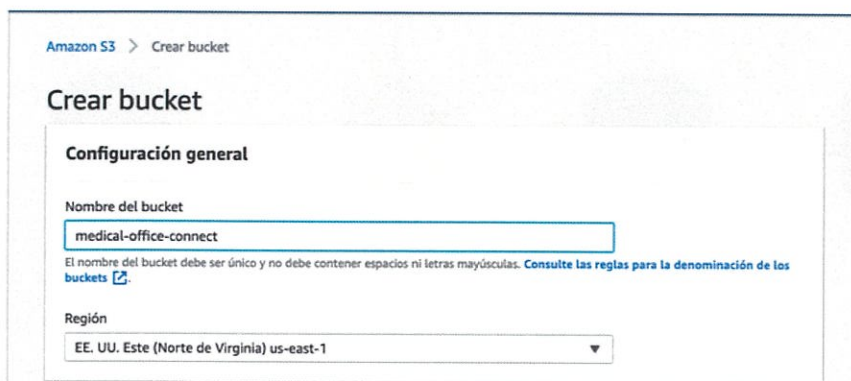 Amazon S3 > Crear bucket
Crear bucket
Configuración general
Nombre del bucket
medical-office-connect
El nombre del bucket debe ser único y no debe contener espacios ni letras mayúsculas. Consulte las reglas para la denominación de los
buckets.
Región
EE. UU. Este (Norte de Virginia) us-east-1